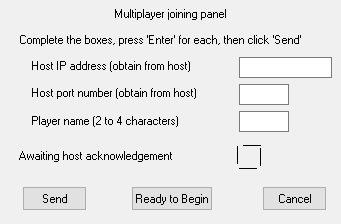 Multiplayer joining panel
Complete the boxes, press 'Enter' for each, then click 'Send'
Host IP address (obtain from host)
Host port number (obtain from host)
Player name (2 to 4 characters)
Awaiting host acknowledgement
Send Ready to Begin Cancel